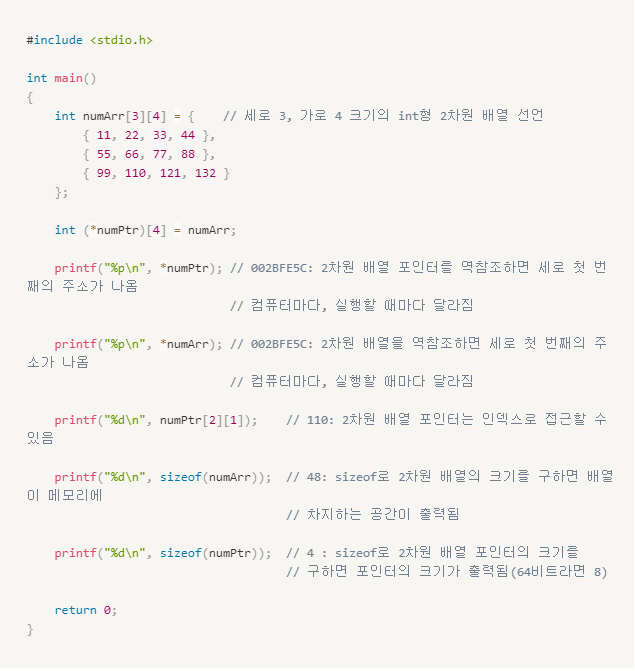 #include <stdio.h>
int main()
{
    int numArr[3][4] = {    // 세로 3, 가로 4 크기의 int형 2차원 배열 선언
        { 11, 22, 33, 44 },
        { 55, 66, 77, 88 },
        { 99, 110, 121, 132 }
    };
    int (*numPtr)[4] = numArr;
    printf("%p\n", *numPtr); // 002BFE5C: 2차원 배열 포인터를 역참조하면 세로 첫 번
째의 주소가 나옴
                             // 컴퓨터마다, 실행할 때마다 달라짐
    printf("%p\n", *numArr); // 002BFE5C: 2차원 배열을 역참조하면 세로 첫 번째의 주
소가 나옴
                             // 컴퓨터마다, 실행할 때마다 달라짐
    printf("%d\n", numPtr[2][1]);    // 110: 2차원 배열 포인터는 인덱스로 접근할 수
있음
    printf("%d\n", sizeof(numArr));  // 48: sizeof로 2차원 배열의 크기를 구하면 배열
이 메모리에
                                     // 차지하는 공간이 출력됨
    printf("%d\n", sizeof(numPtr));  // 4 : sizeof로 2차원 배열 포인터의 크기를
                                     // 구하면 포인터의 크기가 출력됨(64비트라면 8)
    return 0;
}